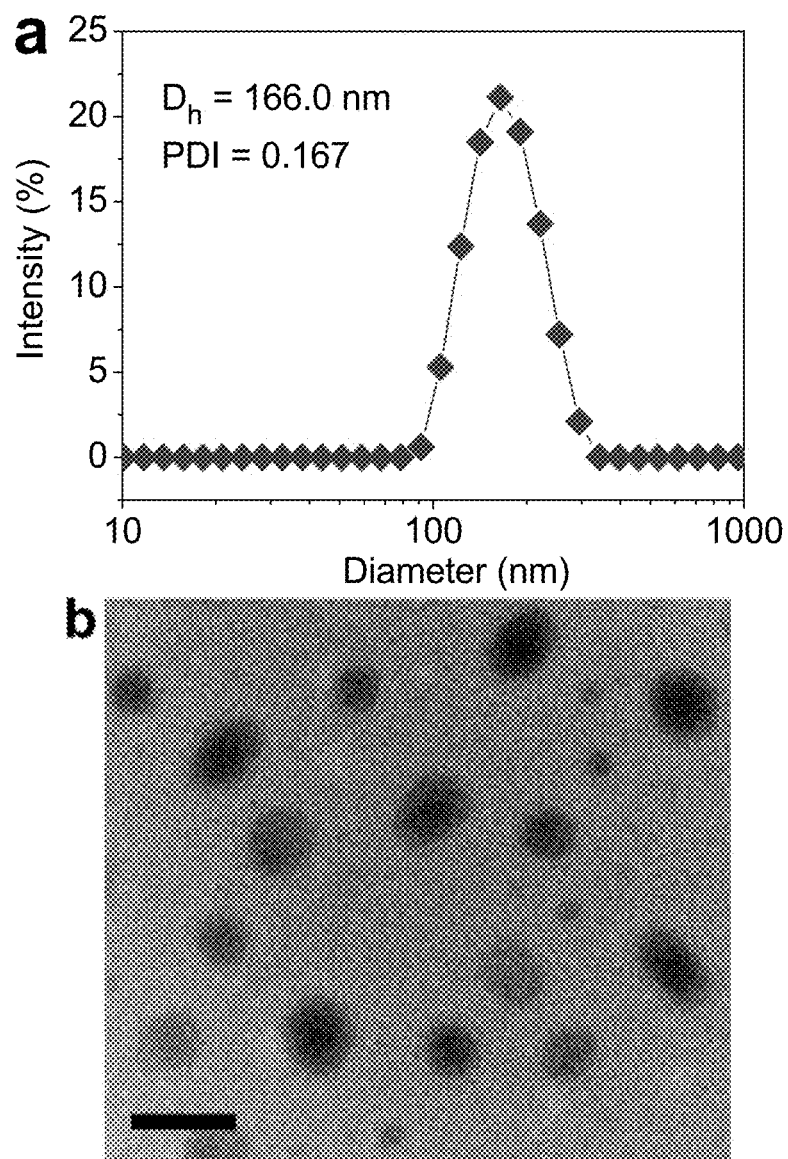 a
25
20
15
10
5
0
Intensity (%)
Dh = 166.0 nm
PDI = 0.167
10 100 1000
Diameter (nm)
b